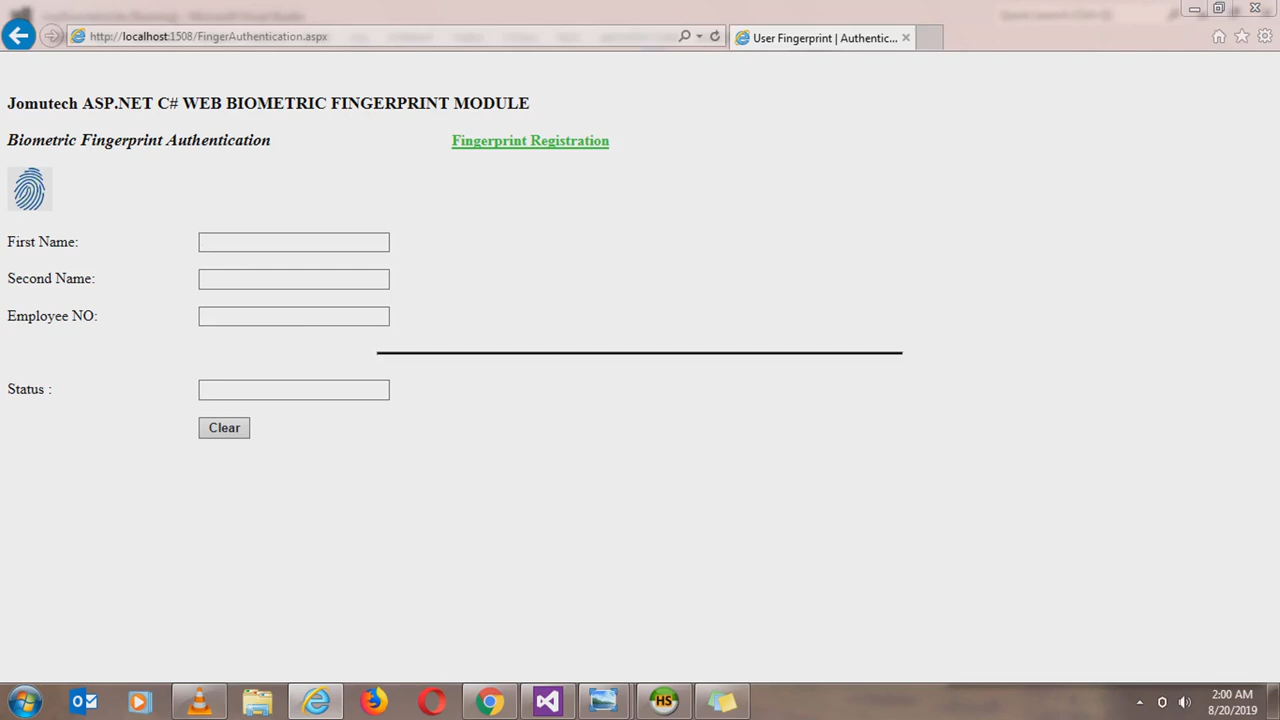 http://localhost:1508/FingerAuthentication.aspx
User Fingerprint | Authentic...
Jomutech ASP.NET C# WEB BIOMETRIC FINGERPRINT MODULE
Biometric Fingerprint Authentication Fingerprint Registration
First Name:
Second Name:
Employee NO:
Status :
Clear
HS
2:00 AM
8/20/2019